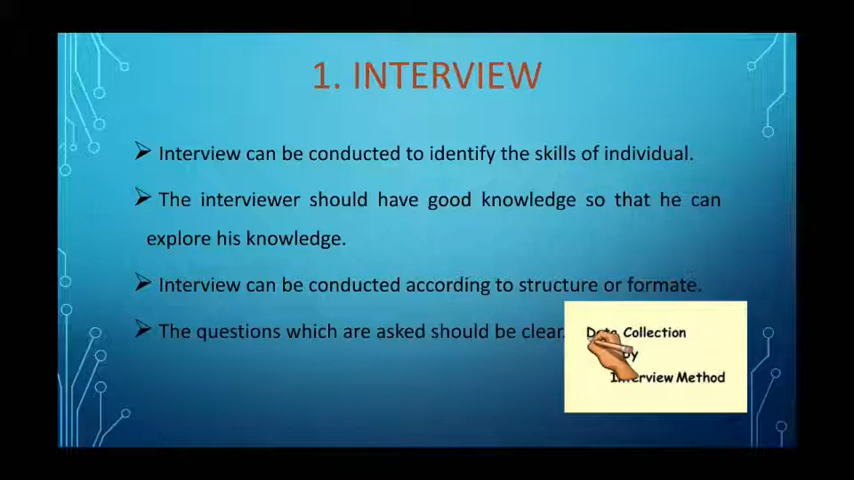 1. INTERVIEW
Interview can be conducted to identify the skills of individual.
The interviewer should have good knowledge so that he can
explore his knowledge.
Interview can be conducted according to structure or formate.
The questions which are asked should be clear.
Data Collection
by
Interview Method